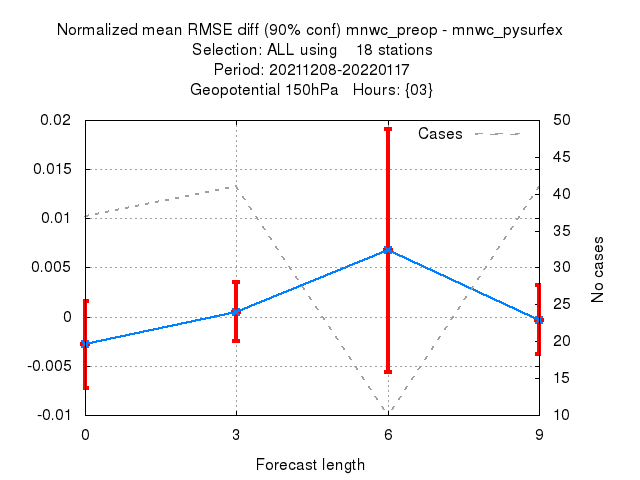 Normalized mean RMSE diff (90% conf) mnwc_preop - mnwc_pysurfex
Selection: ALL using    18 stations
Period: 20211208-20220117
Geopotential 150hPa   Hours: {03}
0.02
0.015
0.01
0.005
0
-0.005
-0.01
Cases
50
45
40
35
30
25
20
15
10
No cases
0 3 6 9
Forecast length